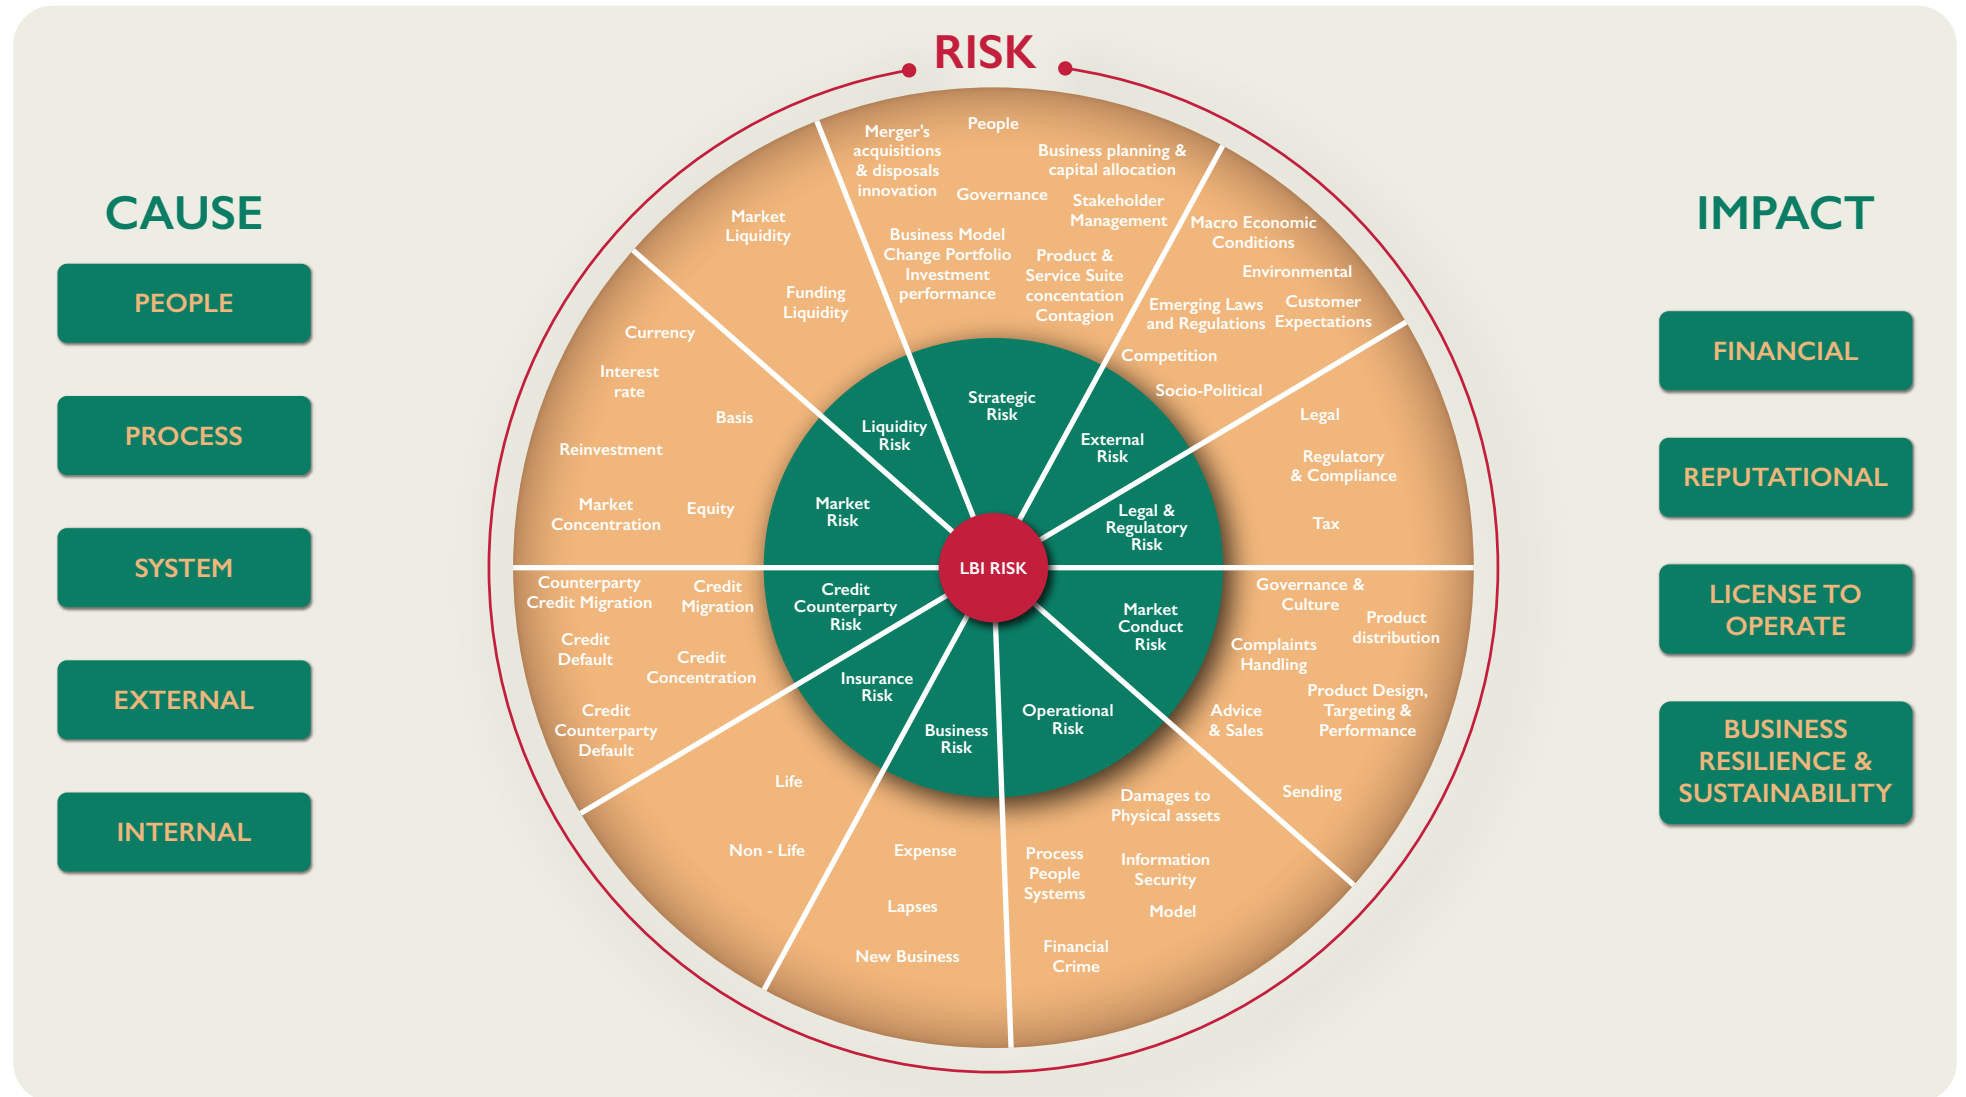 RISK
CAUSE
PEOPLE
PROCESS
SYSTEM
EXTERNAL
INTERNAL
Merger's
acquisitions
& disposals
innovation
People
Business planning &
capital allocation
Governance
Stakeholder
Management
Business Model
Change Portfolio
Investment
performance
Product &
Service Suite
concentation
Contagion
Macro Economic
Conditions
Environmental
Emerging Laws
and Regulations
Customer
Expectations
Competition
Socio-Political
Legal
Regulatory
& Compliance
Tax
Governance &
Culture
Product
distribution
Complaints
Handling
Product Design,
Targeting &
Performance
Advice
& Sales
Sending
Damages to
Physical assets
Process
People
Systems
Information
Security
Model
Financial
Crime
Expense
Lapses
New Business
Life
Non - Life
Counterparty
Credit Migration
Credit
Migration
Credit
Default
Credit
Concentration
Credit
Counterparty
Default
Currency
Interest
rate
Basis
Reinvestment
Market
Concentration
Equity
Market
Liquidity
Funding
Liquidity
Strategic
Risk
External
Risk
Legal &
Regulatory
Risk
Market
Conduct
Risk
Operational
Risk
Business
Risk
Insurance
Risk
Credit
Counterparty
Risk
Market
Risk
Liquidity
Risk
LBI RISK
IMPACT
FINANCIAL
REPUTATIONAL
LICENSE TO
OPERATE
BUSINESS
RESILIENCE &
SUSTAINABILITY